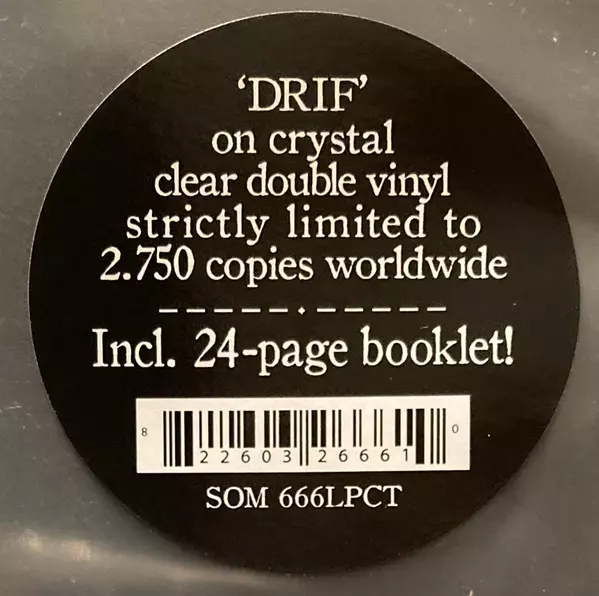 ‘DRIF’
on crystal
clear double vinyl
strictly limited to
2.750 copies worldwide
Incl. 24-page booklet!
8 22603 26661 0
SOM 666LPCT